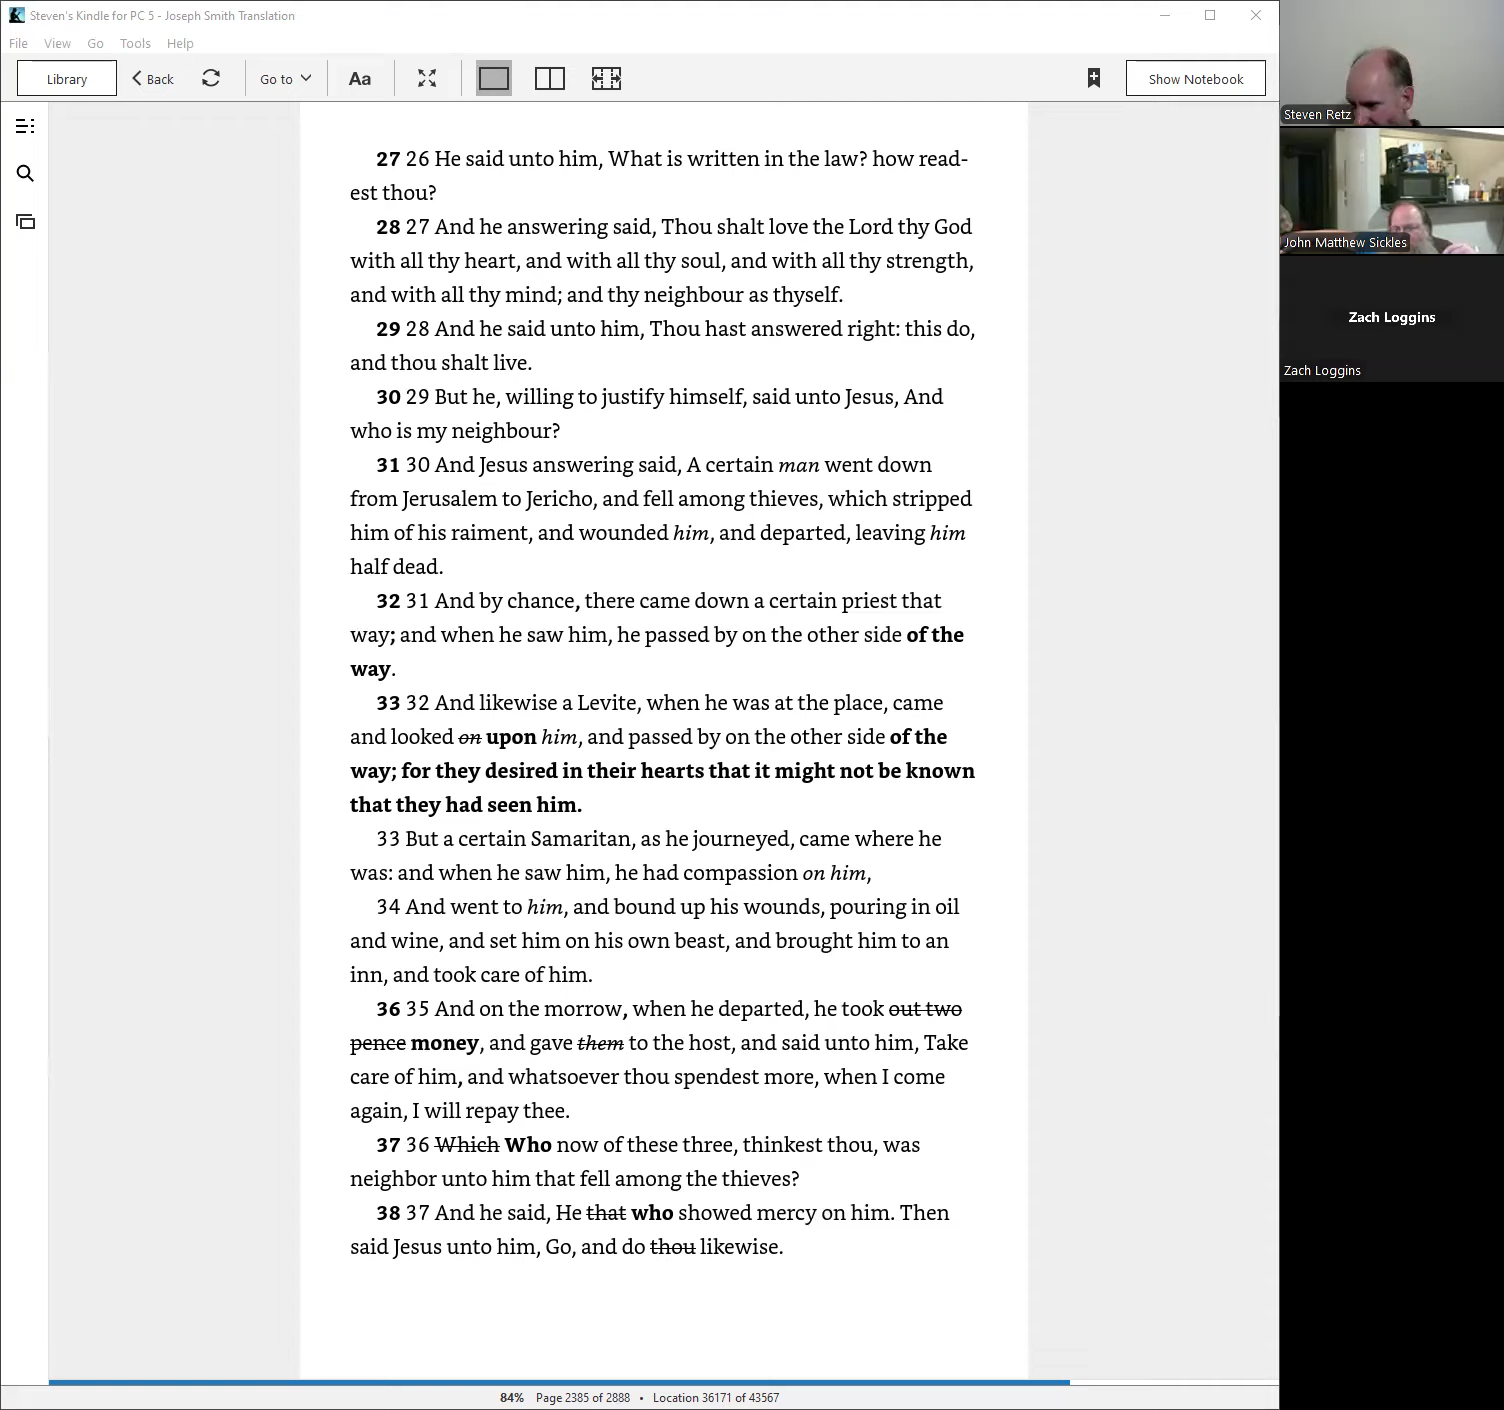 Steven's Kindle for PC 5 - Joseph Smith Translation
File View Go Tools Help
Library Back Go to Aa Show Notebook
27 26 He said unto him, What is written in the law? how read-
est thou?
28 27 And he answering said, Thou shalt love the Lord thy God
with all thy heart, and with all thy soul, and with all thy strength,
and with all thy mind; and thy neighbour as thyself.
29 28 And he said unto him, Thou hast answered right: this do,
and thou shalt live.
30 29 But he, willing to justify himself, said unto Jesus, And
who is my neighbour?
31 30 And Jesus answering said, A certain man went down
from Jerusalem to Jericho, and fell among thieves, which stripped
him of his raiment, and wounded him, and departed, leaving him
half dead.
32 31 And by chance, there came down a certain priest that
way; and when he saw him, he passed by on the other side of the
way.
33 32 And likewise a Levite, when he was at the place, came
and looked on upon him, and passed by on the other side of the
way; for they desired in their hearts that it might not be known
that they had seen him.
33 But a certain Samaritan, as he journeyed, came where he
was: and when he saw him, he had compassion on him,
34 And went to him, and bound up his wounds, pouring in oil
and wine, and set him on his own beast, and brought him to an
inn, and took care of him.
36 35 And on the morrow, when he departed, he took out two
pence money, and gave them to the host, and said unto him, Take
care of him, and whatsoever thou spendest more, when I come
again, I will repay thee.
37 36 Which Who now of these three, thinkest thou, was
neighbor unto him that fell among the thieves?
38 37 And he said, He that who showed mercy on him. Then
said Jesus unto him, Go, and do thou likewise.
84% Page 2385 of 2888 • Location 36171 of 43567
Steven Retz
John Matthew Sickles
Zach Loggins
Zach Loggins